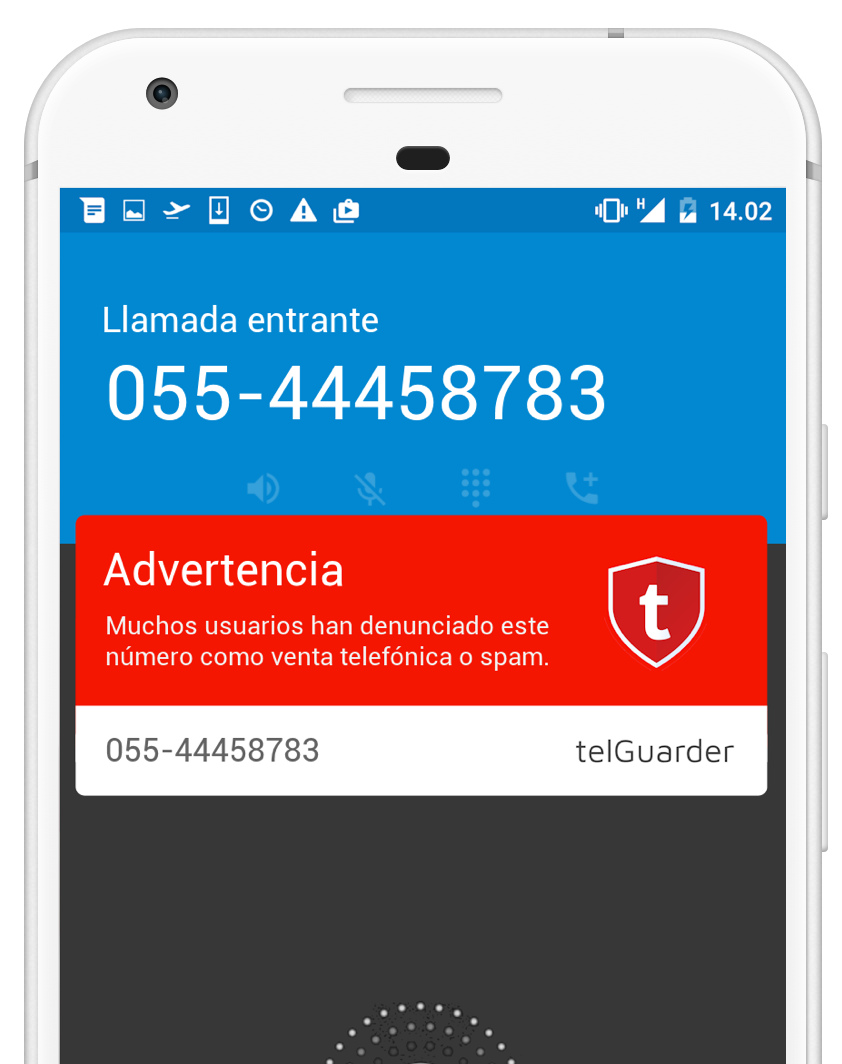 H 14.02
Llamada entrante
055-44458783
Advertencia
Muchos usuarios han denunciado este
número como venta telefónica o spam.
t
055-44458783 telGuarder